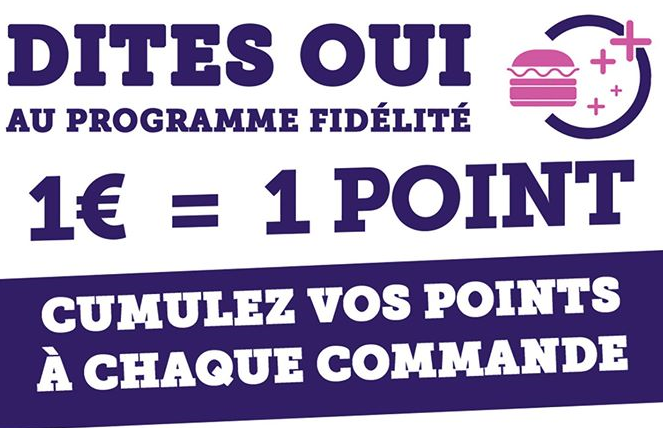 DITES OUI
AU PROGRAMME FIDÉLITÉ
1€ = 1 POINT
CUMULEZ VOS POINTS
À CHAQUE COMMANDE